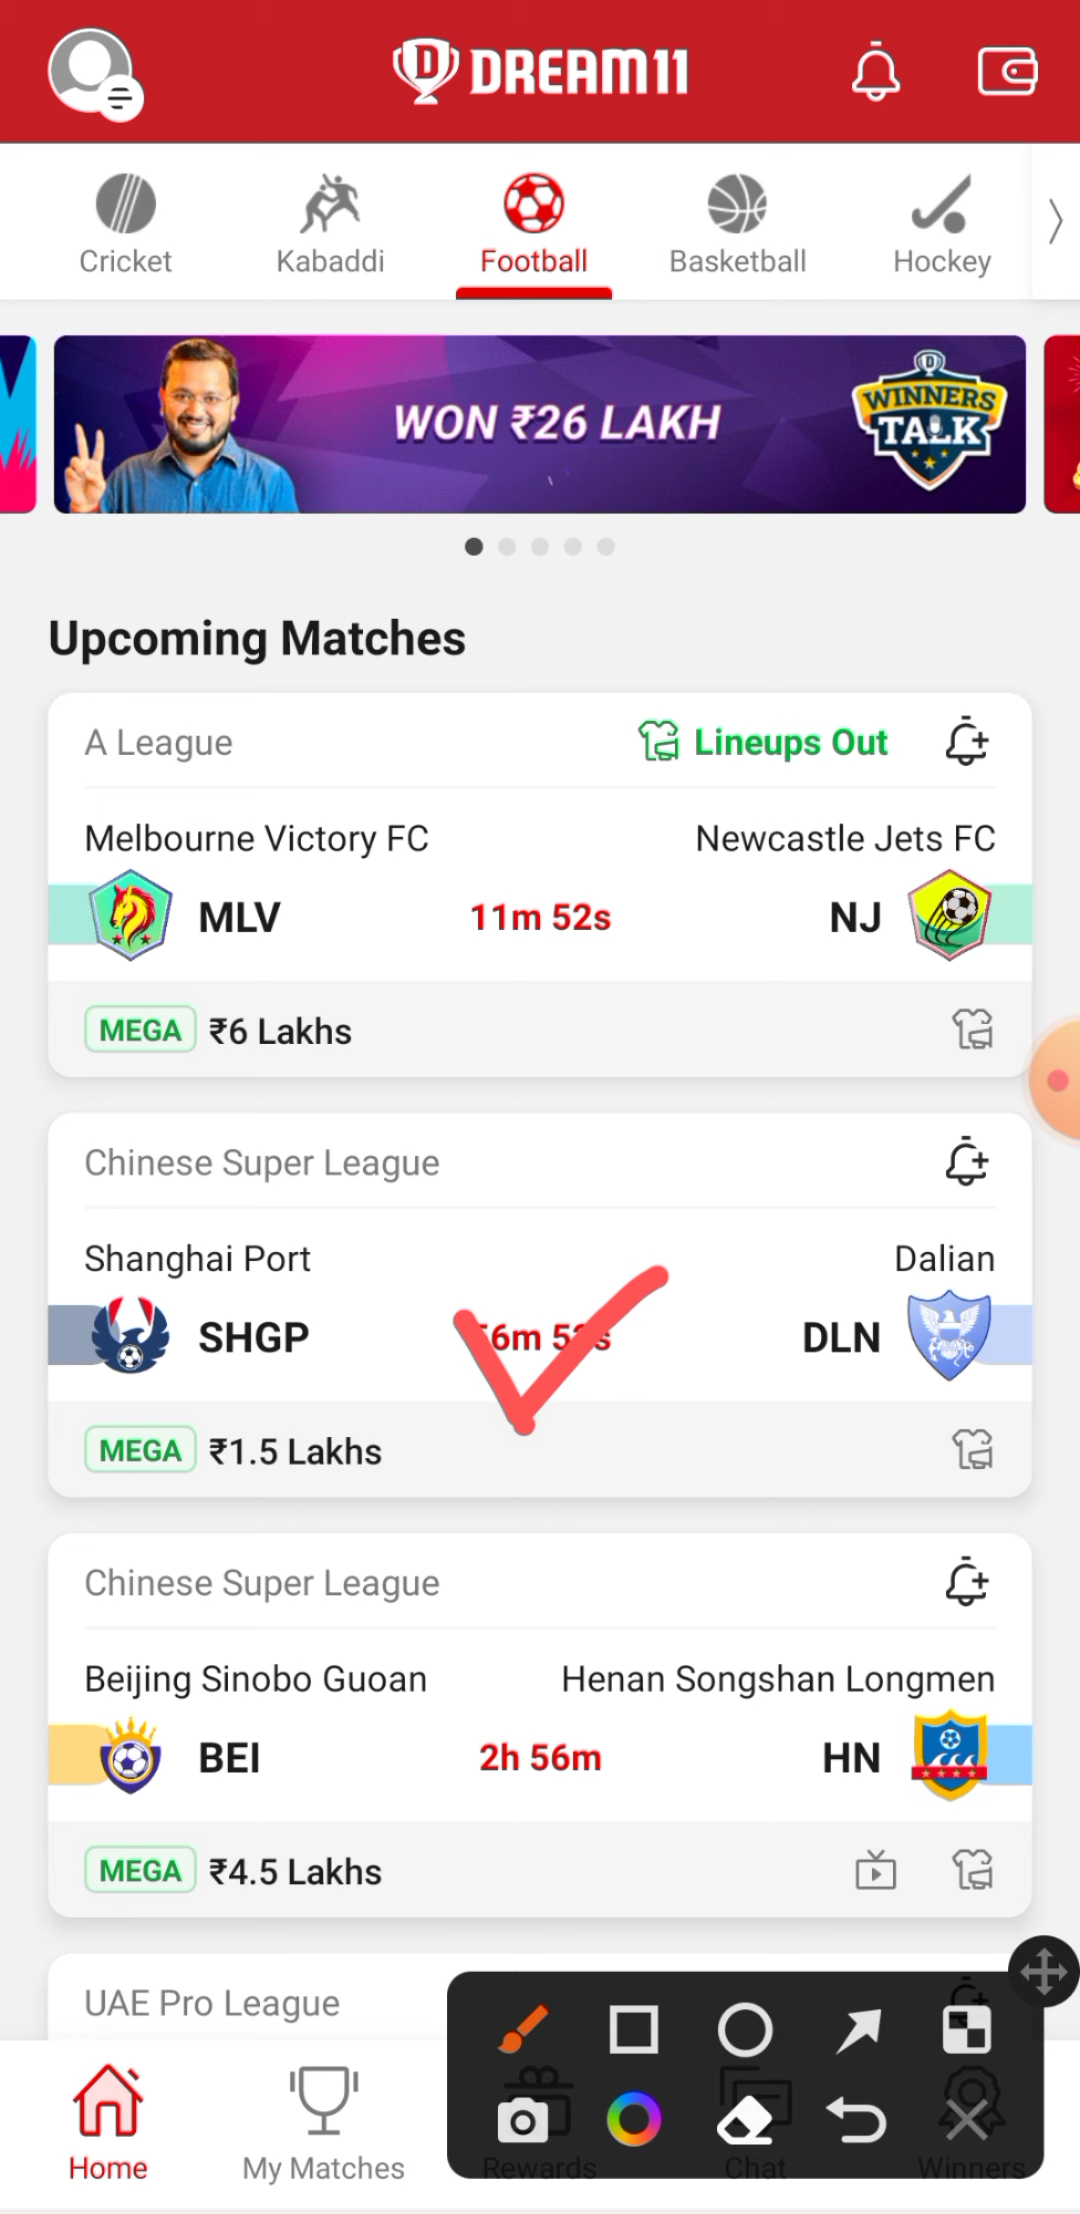 DREAM11
Cricket Kabaddi Football Basketball Hockey
WON ₹26 LAKH
WINNERS
TALK
Upcoming Matches
A League Lineups Out
Melbourne Victory FC Newcastle Jets FC
MLV 11m 52s NJ
MEGA ₹6 Lakhs
Chinese Super League
Shanghai Port Dalian
SHGP DLN
MEGA ₹1.5 Lakhs
Chinese Super League
Beijing Sinobo Guoan Henan Songshan Longmen
BEI 2h 56m HN
MEGA ₹4.5 Lakhs
UAE Pro League
Home My Matches Rewards Chat Winners